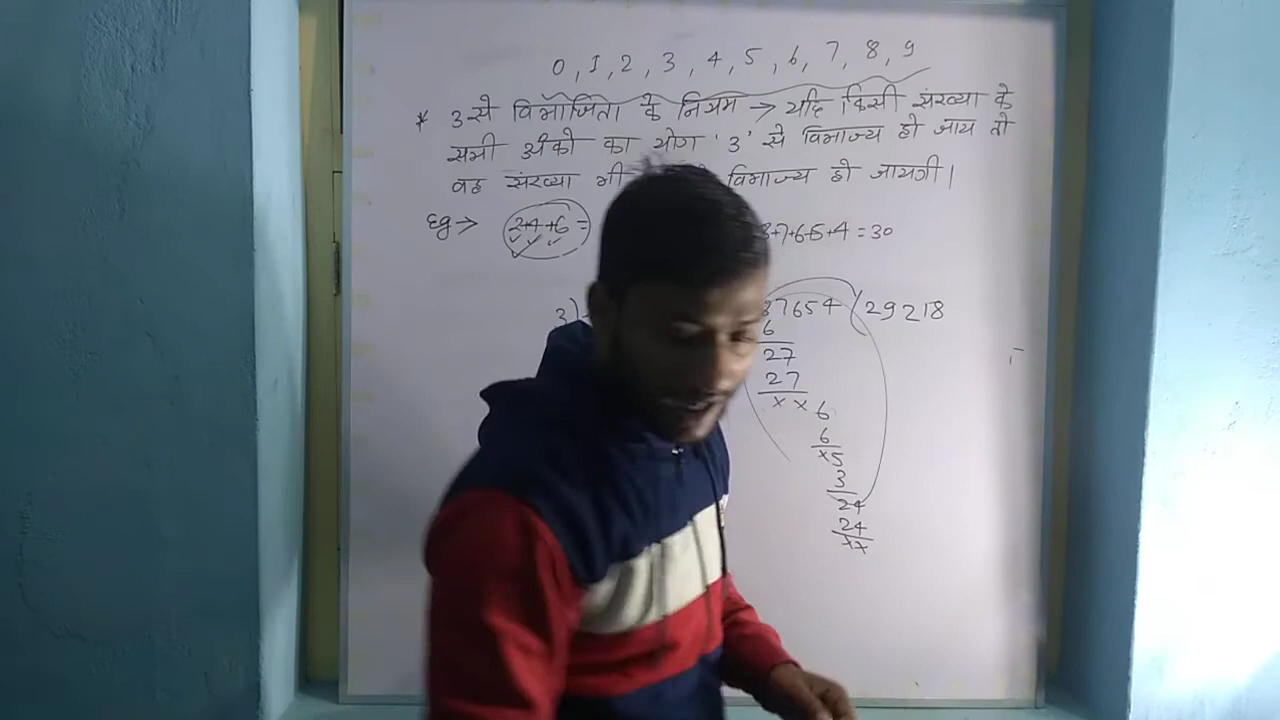 0, 1, 2, 3, 4, 5, 6, 7, 8, 9
* 3 से विभाजिता के नियम → यदि किसी संख्या के
सभी अंको का योग '3' से विभाज्य हो जाय तो
वह संख्या भी विभाज्य हो जायगी।
Eg → 2+4+6= 3+7+6+5+4 = 30
3) 37654 ( 29218
6
27
27
x x 6
6
x5
3
24
24
xx